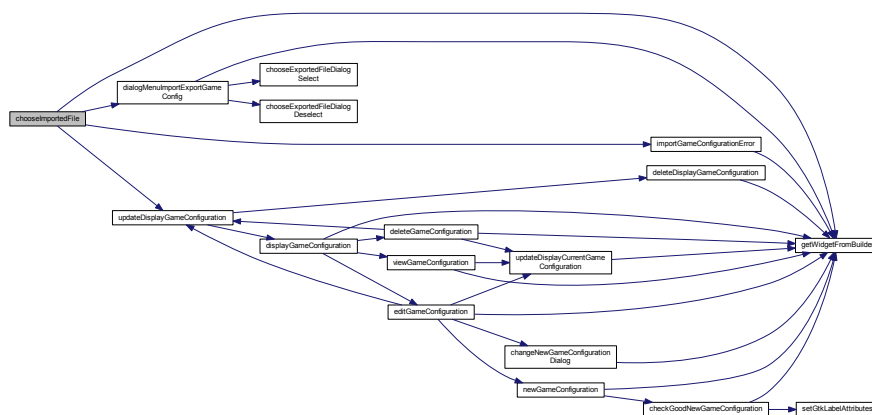 chooseImportedFile
dialogMenuImportExportGame
Config
chooseExportedFileDialog
Select
chooseExportedFileDialog
Deselect
importGameConfigurationError
deleteDisplayGameConfiguration
updateDisplayGameConfiguration
displayGameConfiguration
deleteGameConfiguration
viewGameConfiguration
updateDisplayCurrentGame
Configuration
getWidgetFromBuilder
editGameConfiguration
changeNewGameConfiguration
Dialog
newGameConfiguration
checkGoodNewGameConfiguration
setGtkLabelAttributes